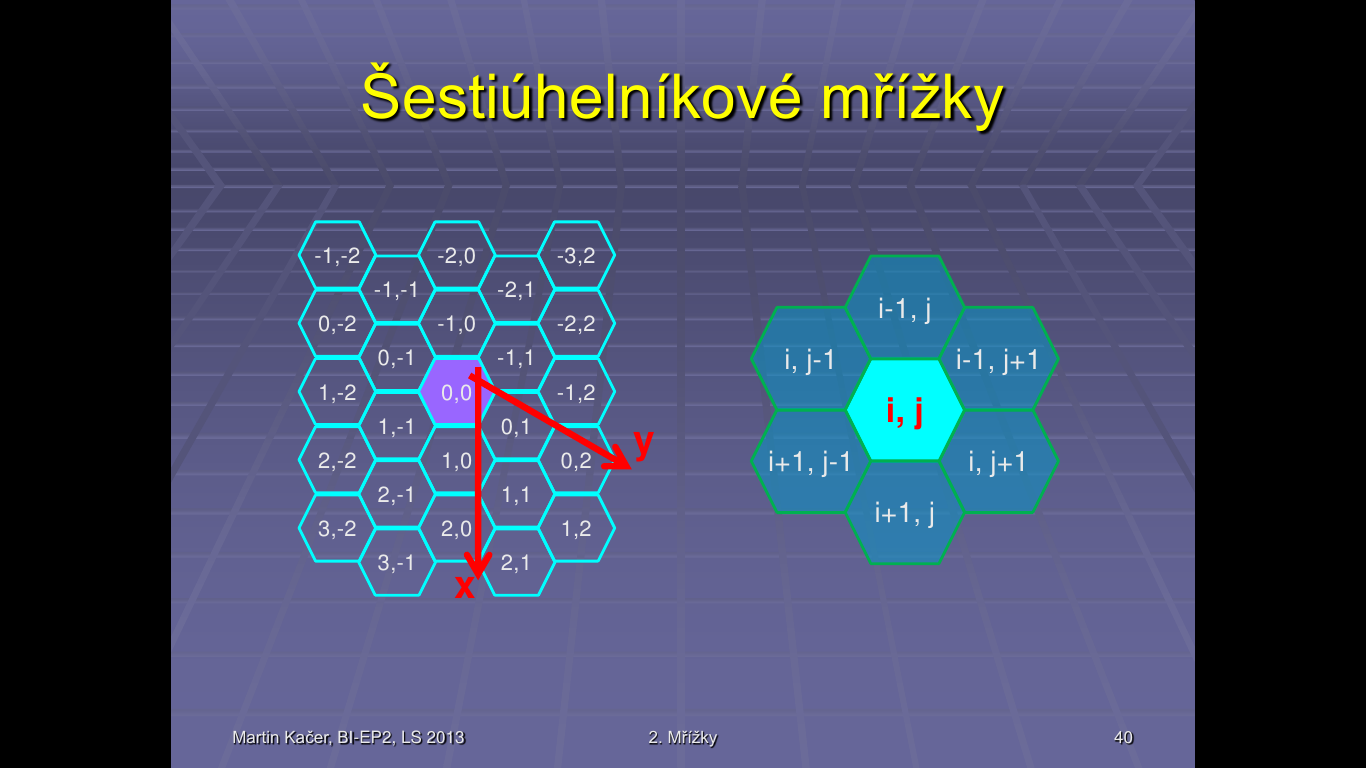 Šestiúhelníkové mřížky
-1,-2 -2,0 -3,2
-1,-1 -2,1
0,-2 -1,0 -2,2
0,-1 -1,1
1,-2 0,0 -1,2
1,-1 0,1
y
2,-2 1,0 0,2
2,-1 1,1
3,-2 2,0 1,2
3,-1 2,1
x
i-1, j
i, j-1 i-1, j+1
i, j
i+1, j-1 i, j+1
i+1, j
Martin Kačer, BI-EP2, LS 2013 2. Mřížky 40